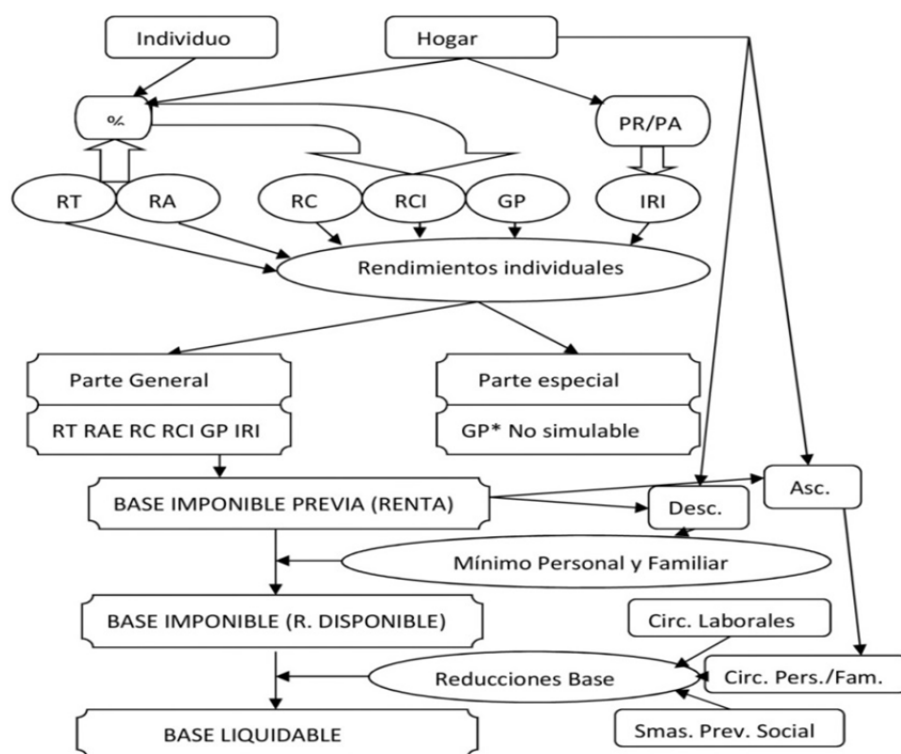 Individuo
Hogar
%
PR/PA
RT
RA
RC
RCI
GP
IRI
Rendimientos individuales
Parte General
Parte especial
RT RAE RC RCI GP IRI
GP* No simulable
BASE IMPONIBLE PREVIA (RENTA)
Desc.
Asc.
Mínimo Personal y Familiar
BASE IMPONIBLE (R. DISPONIBLE)
Circ. Laborales
Reducciones Base
Circ. Pers./Fam.
BASE LIQUIDABLE
Smas. Prev. Social